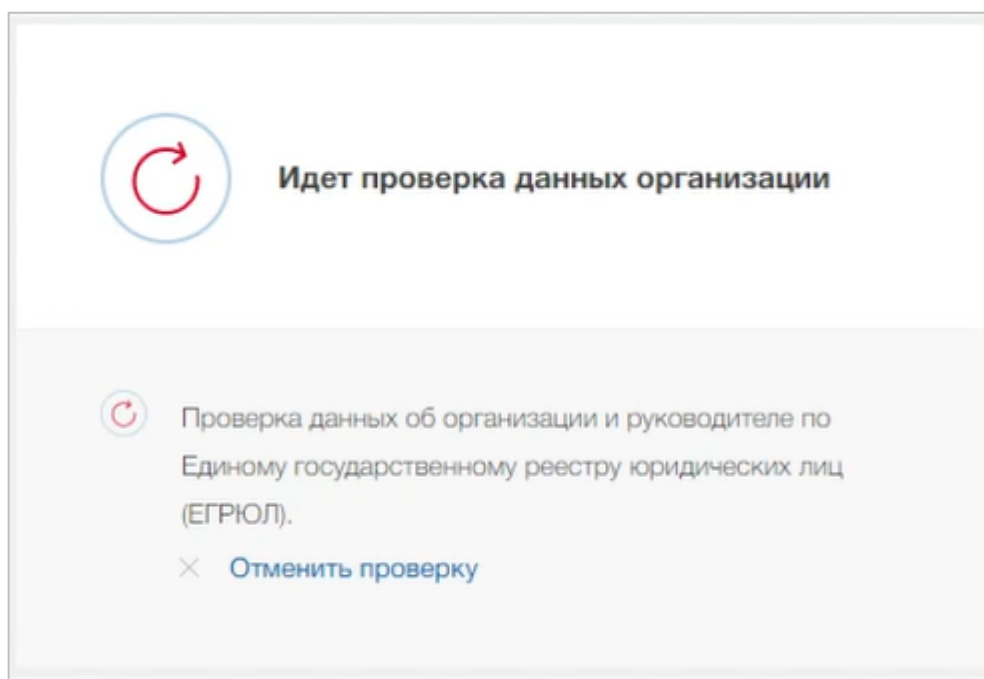 Идет проверка данных организации
Проверка данных об организации и руководителе по
Единому государственному реестру юридических лиц
(ЕГРЮЛ).
Отменить проверку